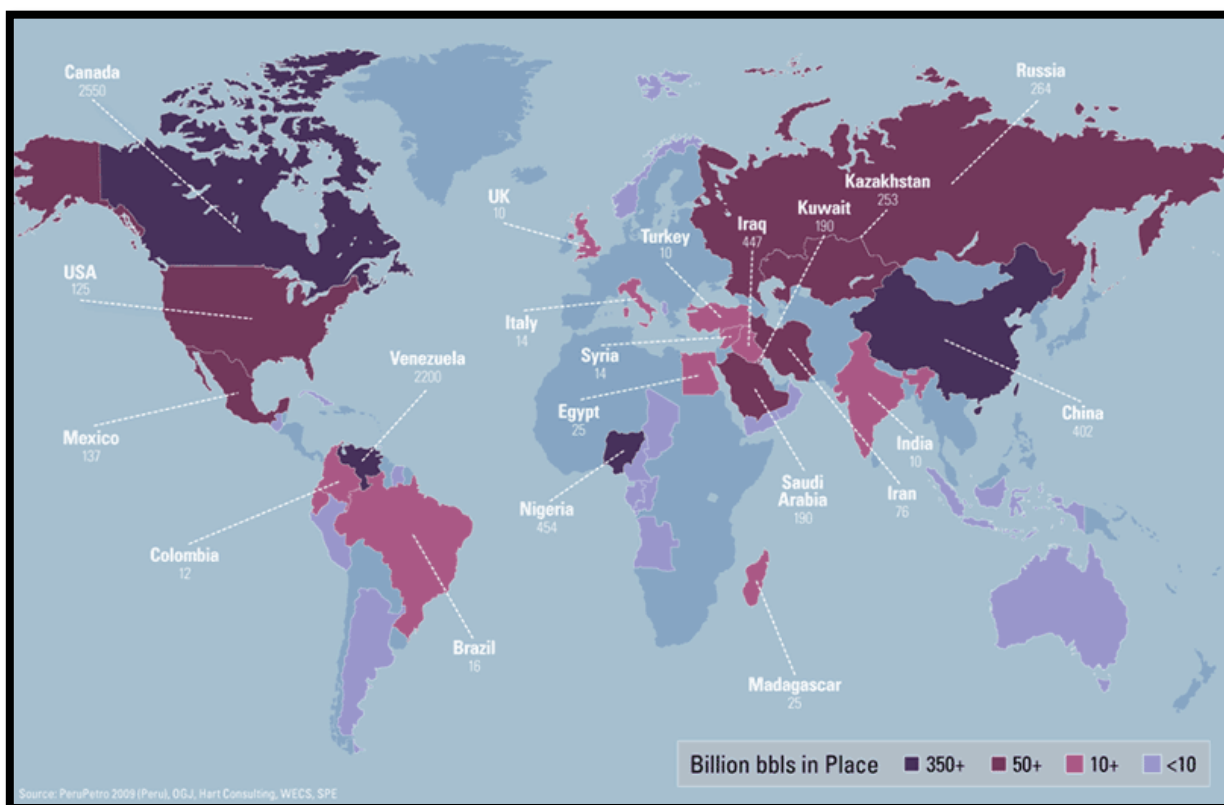 Canada
2550
Russia
264
UK
10
Kazakhstan
253
Kuwait
190
Iraq
447
Turkey
10
USA
125
Italy
14
Venezuela
2200
Syria
14
Egypt
25
Mexico
137
China
402
India
10
Saudi
Arabia
190
Iran
76
Nigeria
454
Colombia
12
Brazil
16
Madagascar
25
Billion bbls in Place 350+ 50+ 10+ <10
Source: PeruPetro 2009 (Peru), OGJ, Hart Consulting, WECS, SPE